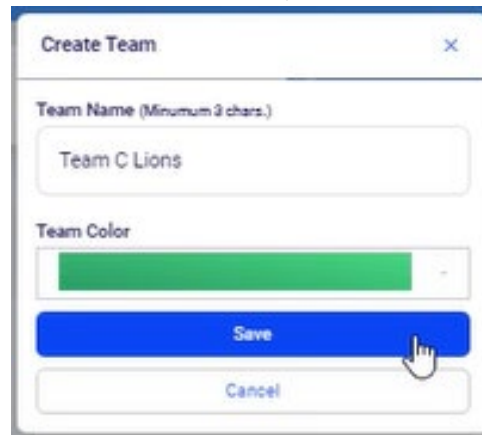 Create Team ×
Team Name (Minumum 3 chars.)
Team C Lions
Team Color
Save
Cancel